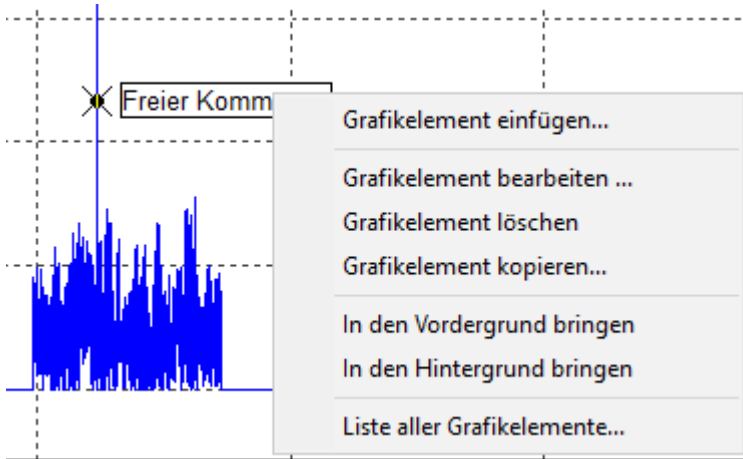 Freier Komm
Grafikelement einfügen...
Grafikelement bearbeiten ...
Grafikelement löschen
Grafikelement kopieren...
In den Vordergrund bringen
In den Hintergrund bringen
Liste aller Grafikelemente...